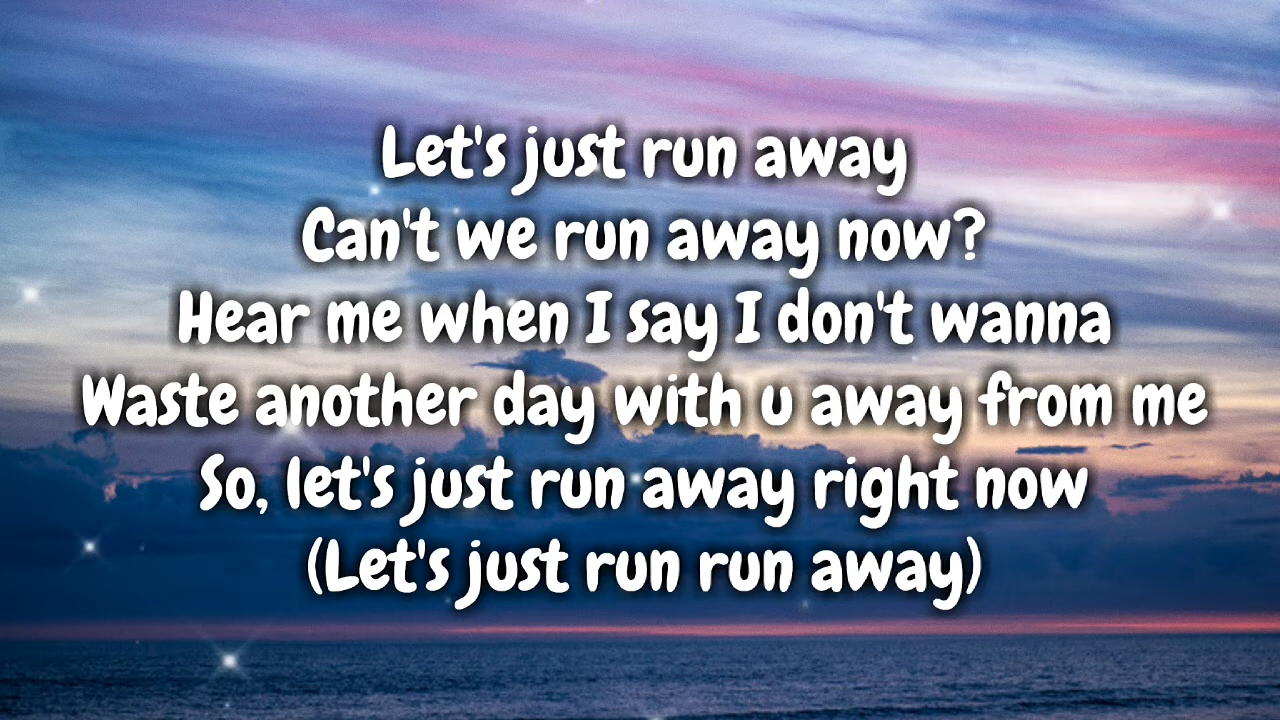 Let's just run away
Can't we run away now?
Hear me when I say I don't wanna
Waste another day with u away from me
So, let's just run away right now
(Let's just run run away)